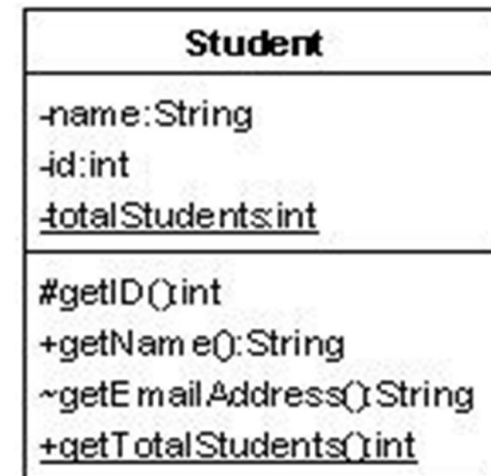 Student
-name:String
-id:int
-totalStudents:int
#getID():int
+getName():String
~getEmailAddress():String
+getTotalStudents():int